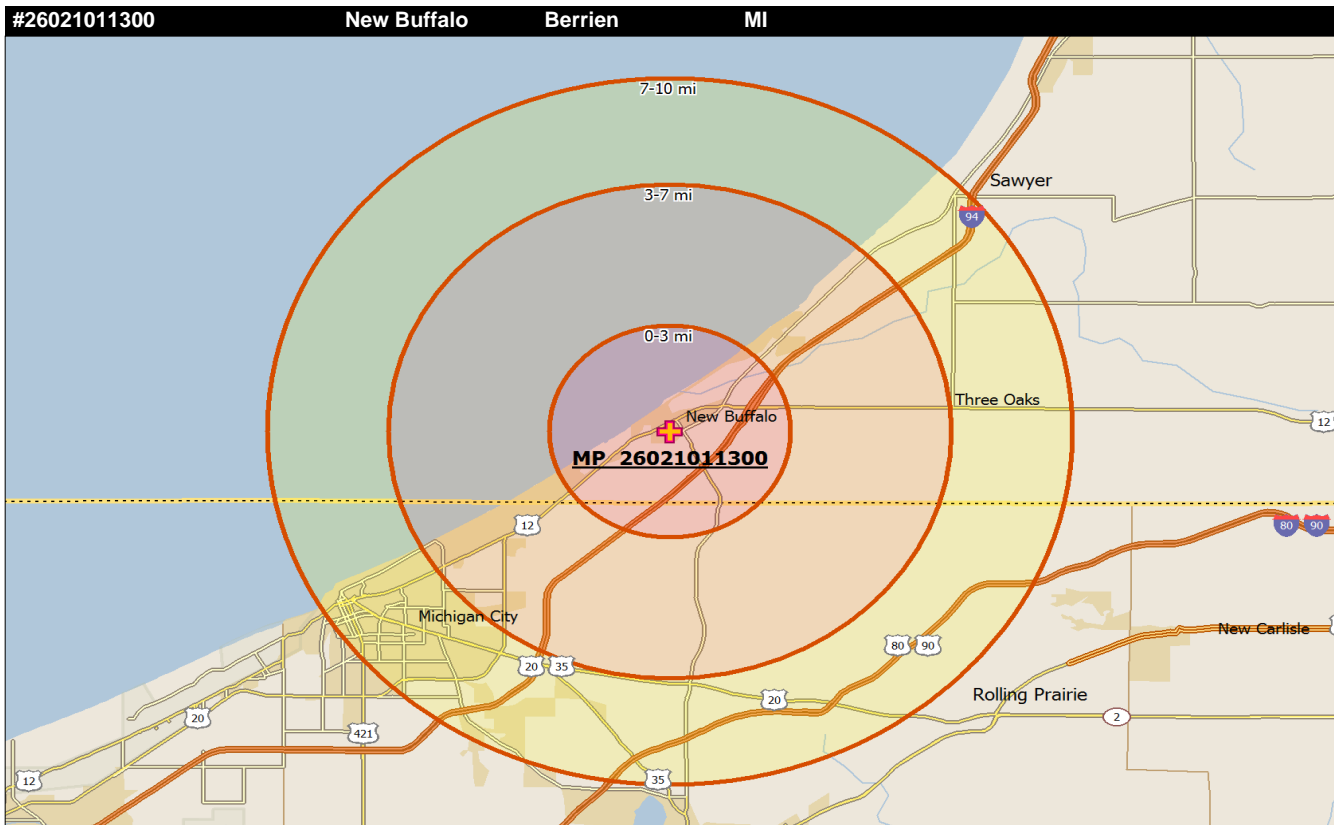 #26021011300 New Buffalo Berrien MI
7-10 mi
Sawyer
3-7 mi
94
0-3 mi
Three Oaks
New Buffalo
12
MP 26021011300
12
80 90
Michigan City
New Carlisle
80 90
20 35
Rolling Prairie
20
2
20
421
35
12